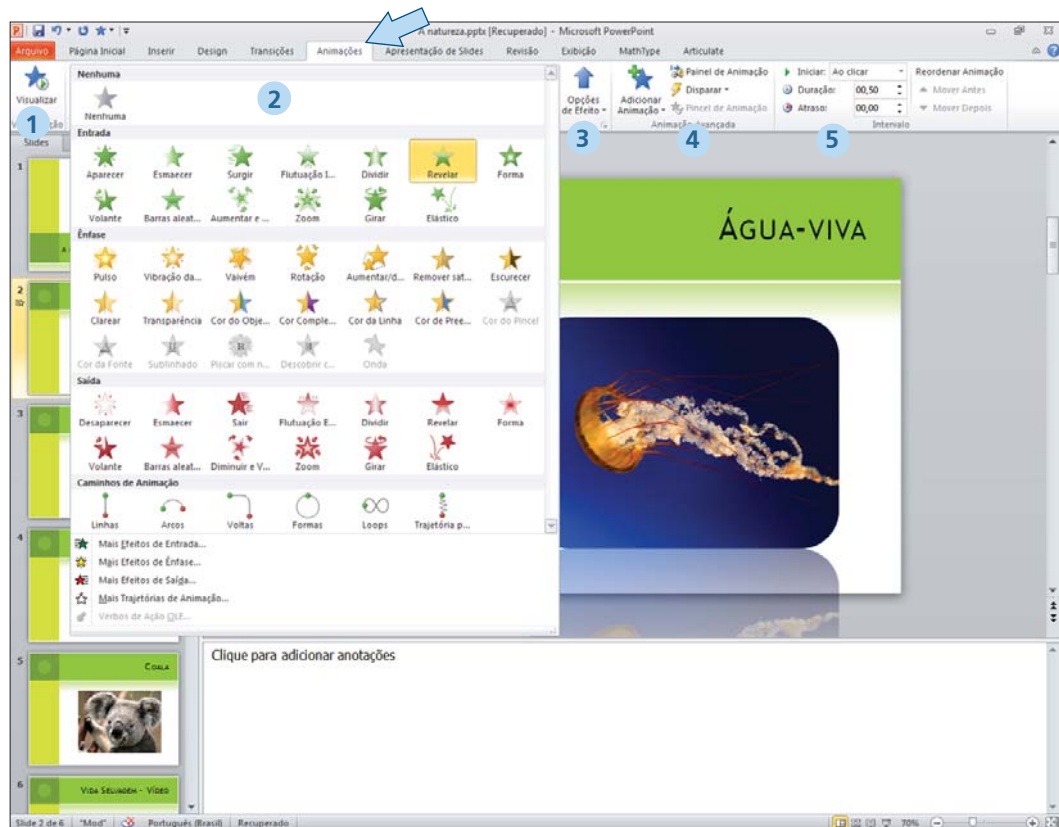 A natureza.pptx [Recuperado] - Microsoft PowerPoint
Arquivo Página Inicial Inserir Design Transições Animações Apresentação de Slides Revisão Exibição MathType Articulate
Visualizar
1
Slides
Nenhuma
2
Nenhuma
Entrada
Aparecer Esmaecer Surgir Flutuação I... Dividir Revelar Forma
Volante Barras aleat... Aumentar e ... Zoom Girar Elástico
Ênfase
Pulso Vibração da... Vaivém Rotação Aumentar/d... Remover sat... Escurecer
Clarear Transparência Cor do Obje... Cor Comple... Cor da Linha Cor de Pree... Cor do Pincel
Cor da Fonte Sublinhado Piscar com n... Descobrir c... Onda
Saída
Desaparecer Esmaecer Sair Flutuação E... Dividir Revelar Forma
Volante Barras aleat... Diminuir e V... Zoom Girar Elástico
Caminhos de Animação
Linhas Arcos Voltas Formas Loops Trajetória p...
Mais Efeitos de Entrada...
Mais Efeitos de Ênfase...
Mais Efeitos de Saída...
Mais Trajetórias de Animação...
Verbos de Ação OLE...
Opções de Efeito
3
Adicionar Animação
Painel de Animação
Disparar
Pincel de Animação
Animação Avançada
4
Iniciar: Ao clicar
Duração: 00,50
Atraso: 00,00
Reordenar Animação
Mover Antes
Mover Depois
Intervalo
5
1
2
3
4
5
Coala
6
Vida Selvagem - Vídeo
Água-viva
Clique para adicionar anotações
Slide 2 de 6 "Mod" Português (Brasil) Recuperado 70%